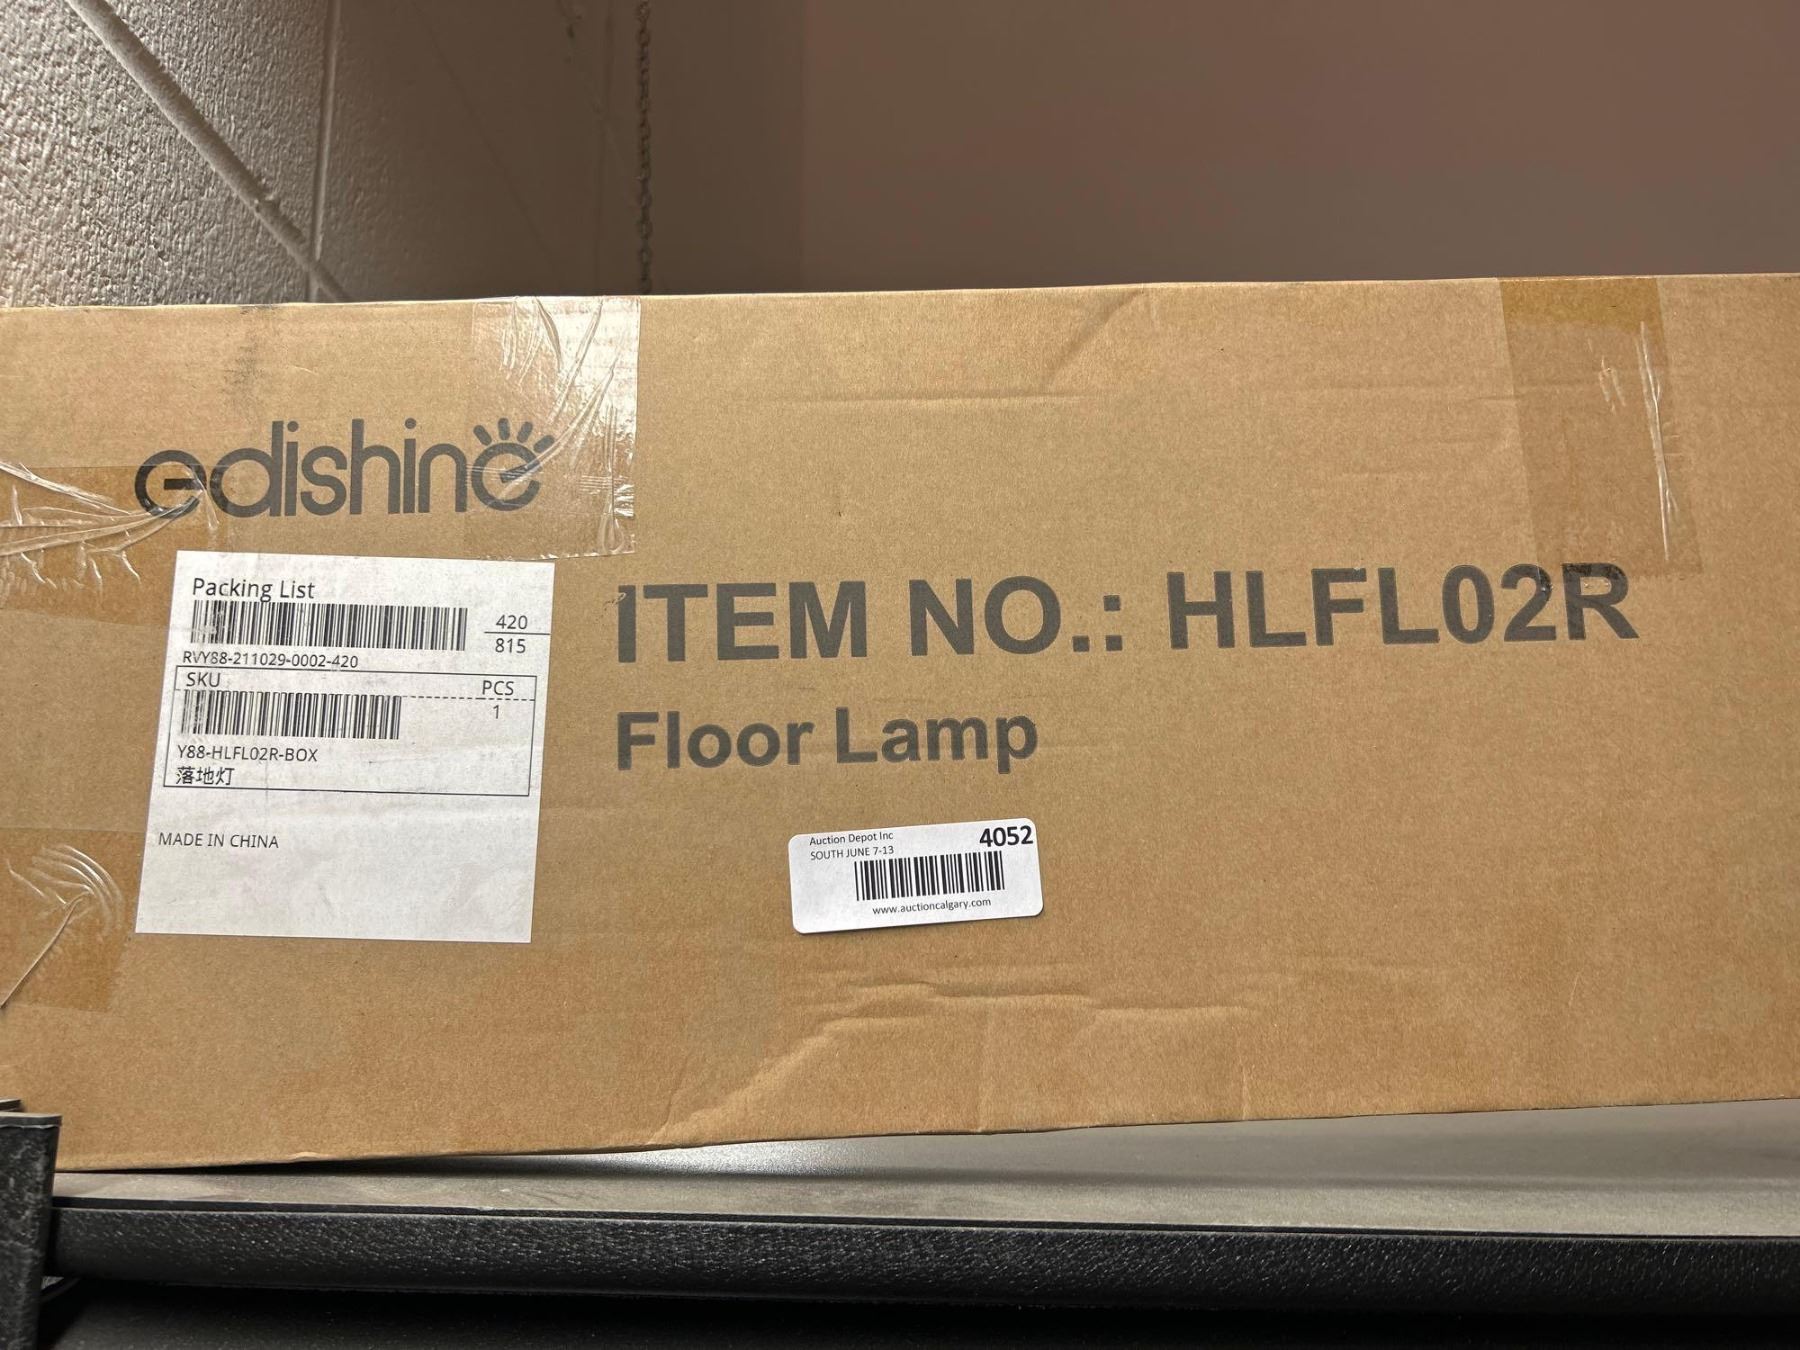 edishine
Packing List
420
815
RVY88-211029-0002-420
SKU
PCS
1
Y88-HLFL02R-BOX
落地灯
MADE IN CHINA
ITEM NO.: HLFL02R
Floor Lamp
Auction Depot Inc
4052
SOUTH JUNE 7-13
www.auctioncalgary.com